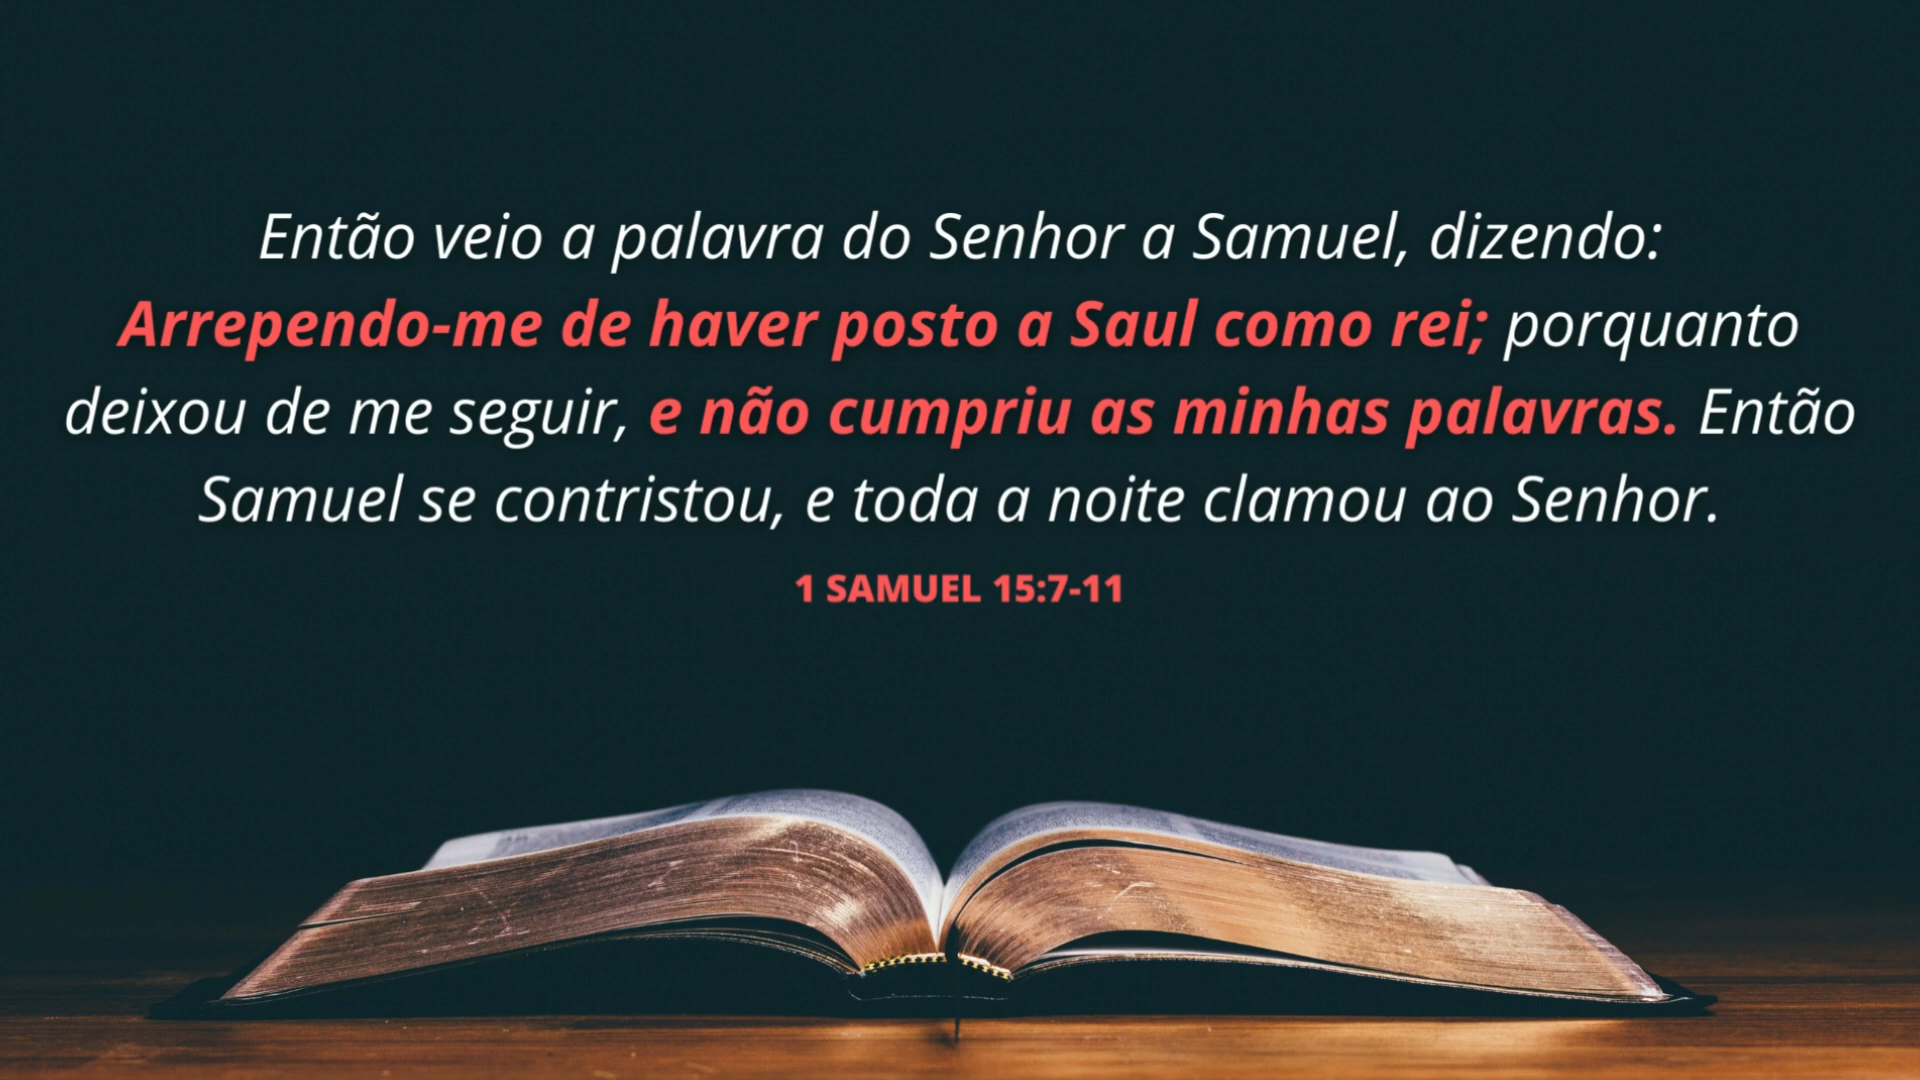 Então veio a palavra do Senhor a Samuel, dizendo:
Arrependo-me de haver posto a Saul como rei; porquanto
deixou de me seguir, e não cumpriu as minhas palavras. Então
Samuel se contristou, e toda a noite clamou ao Senhor.
1 SAMUEL 15:7-11